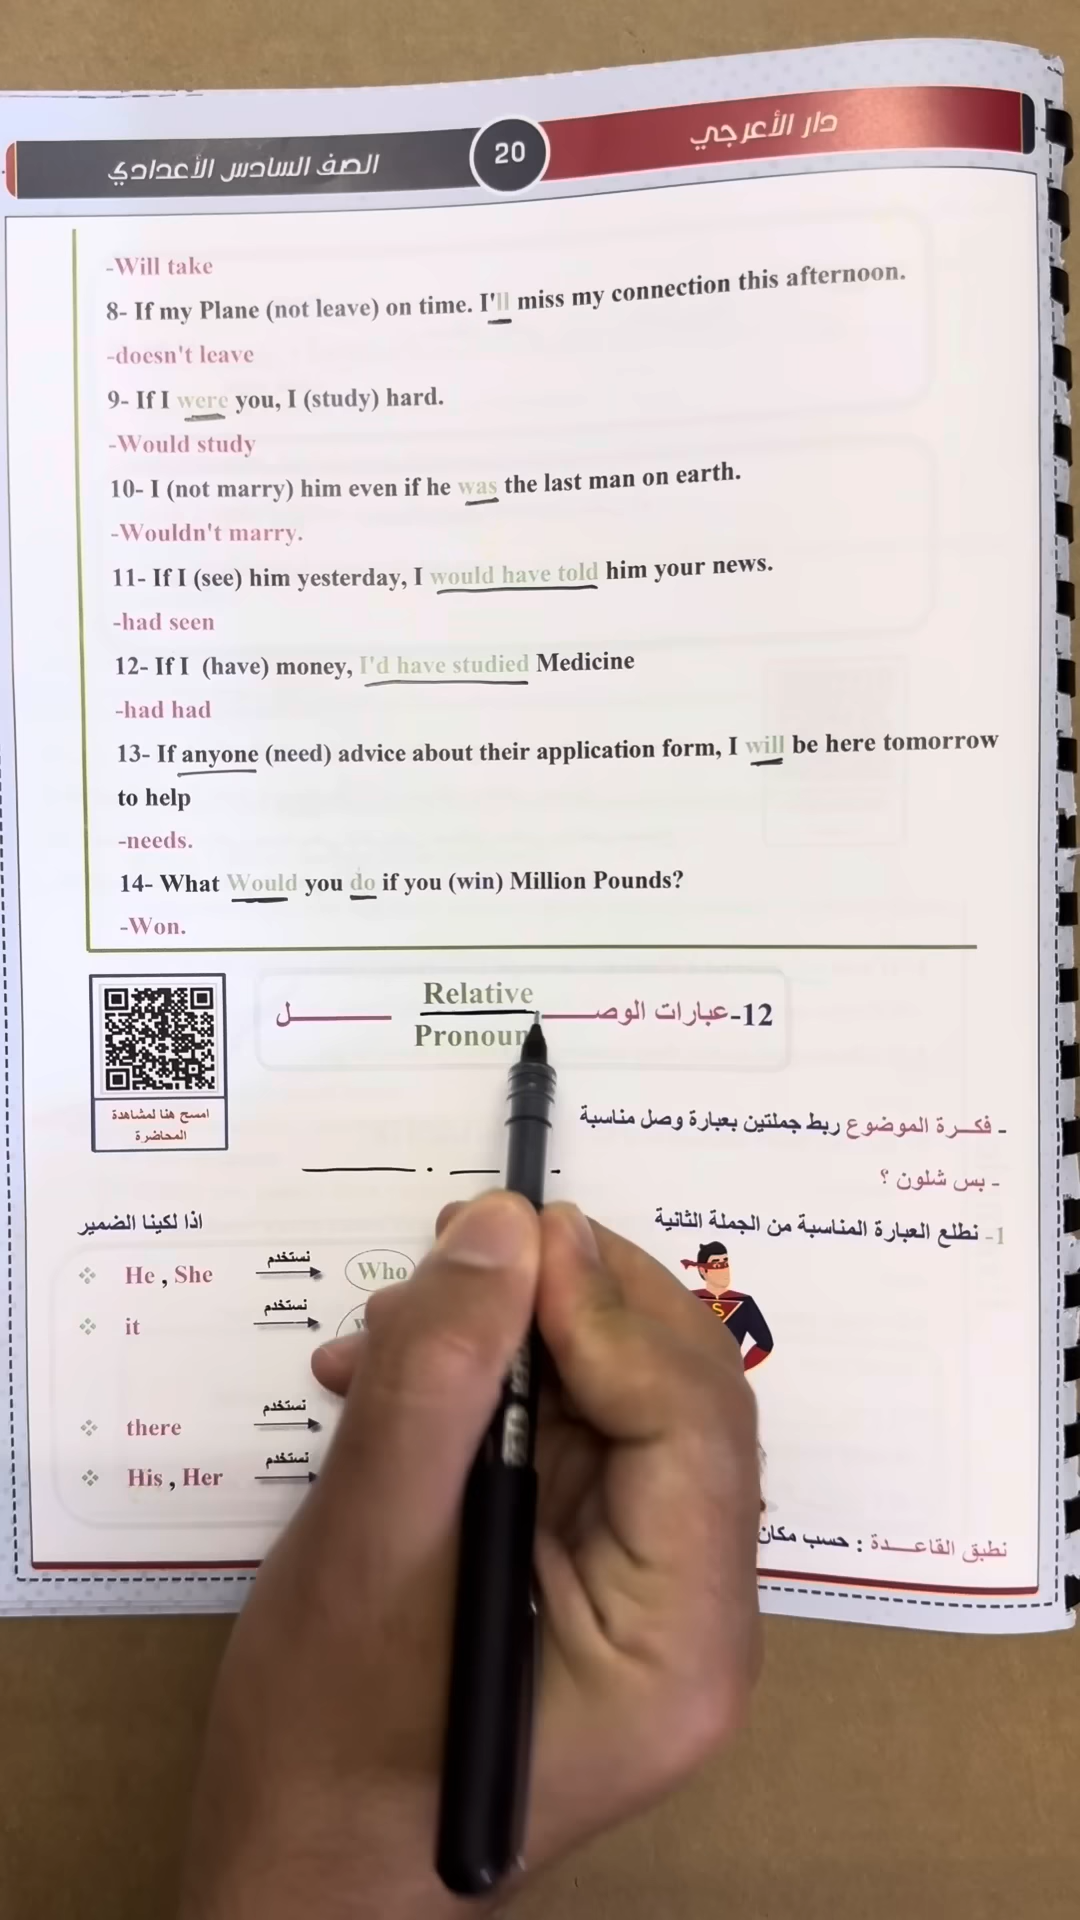 دار الأعرجي
20
الصف السادس الأعدادي
-Will take
8- If my Plane (not leave) on time. I'll miss my connection this afternoon.
-doesn't leave
9- If I were you, I (study) hard.
-Would study
10- I (not marry) him even if he was the last man on earth.
-Wouldn't marry.
11- If I (see) him yesterday, I would have told him your news.
-had seen
12- If I (have) money, I'd have studied Medicine
-had had
13- If anyone (need) advice about their application form, I will be here tomorrow
to help
-needs.
14- What Would you do if you (win) Million Pounds?
-Won.
12-عبارات الوصــــل
Relative
Pronoun
امسح هنا لمشاهدة
المحاضرة
- فكـــرة الموضوع ربط جملتين بعبارة وصل مناسبة
- بس شلون ؟
1- نطلع العبارة المناسبة من الجملة الثانية
اذا لكينا الضمير
He , She نستخدم Who
it نستخدم
there نستخدم
His , Her نستخدم
نطبق القاعــــدة : حسب مكان